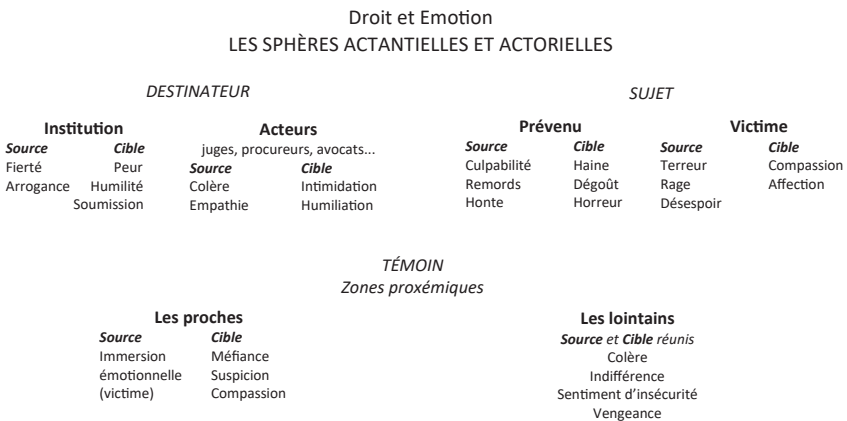 Droit et Emotion
LES SPHÈRES ACTANTIELLES ET ACTORIELLES
DESTINATEUR
SUJET
Institution
Source Cible
Fierté Peur
Arrogance Humilité
Soumission
Acteurs
juges, procureurs, avocats...
Source Cible
Colère Intimidation
Empathie Humiliation
Prévenu
Source Cible
Culpabilité Haine
Remords Dégoût
Honte Horreur
Victime
Source Cible
Terreur Compassion
Rage Affection
Désespoir
TÉMOIN
Zones proxémiques
Les proches
Source Cible
Immersion Méfiance
émotionnelle Suspicion
(victime) Compassion
Les lointains
Source et Cible réunis
Colère
Indifférence
Sentiment d'insécurité
Vengeance